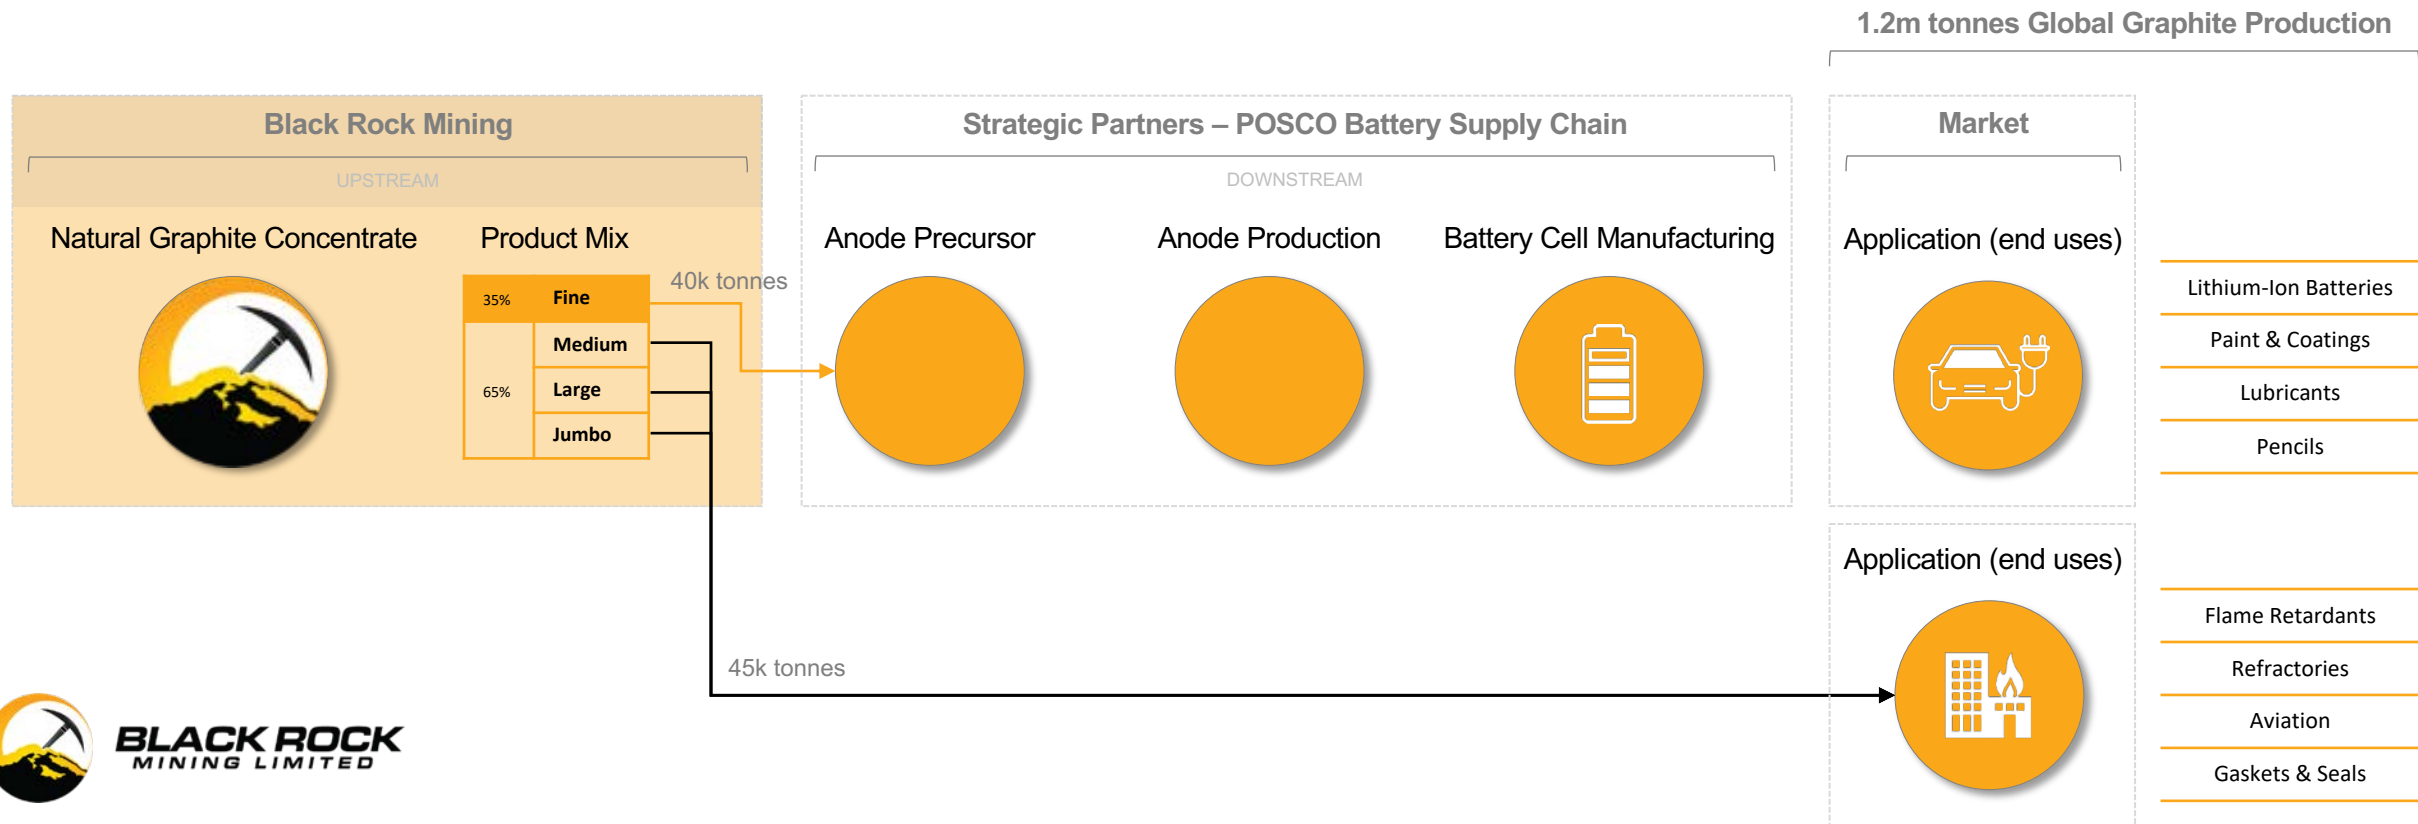 1.2m tonnes Global Graphite Production
Black Rock Mining
UPSTREAM
Natural Graphite Concentrate
Product Mix
35%
Fine
40k tonnes
65%
Medium
Large
Jumbo
Strategic Partners – POSCO Battery Supply Chain
DOWNSTREAM
Anode Precursor
Anode Production
Battery Cell Manufacturing
Market
Application (end uses)
Lithium-Ion Batteries
Paint & Coatings
Lubricants
Pencils
45k tonnes
Application (end uses)
Flame Retardants
Refractories
Aviation
Gaskets & Seals
BLACK ROCK
MINING LIMITED